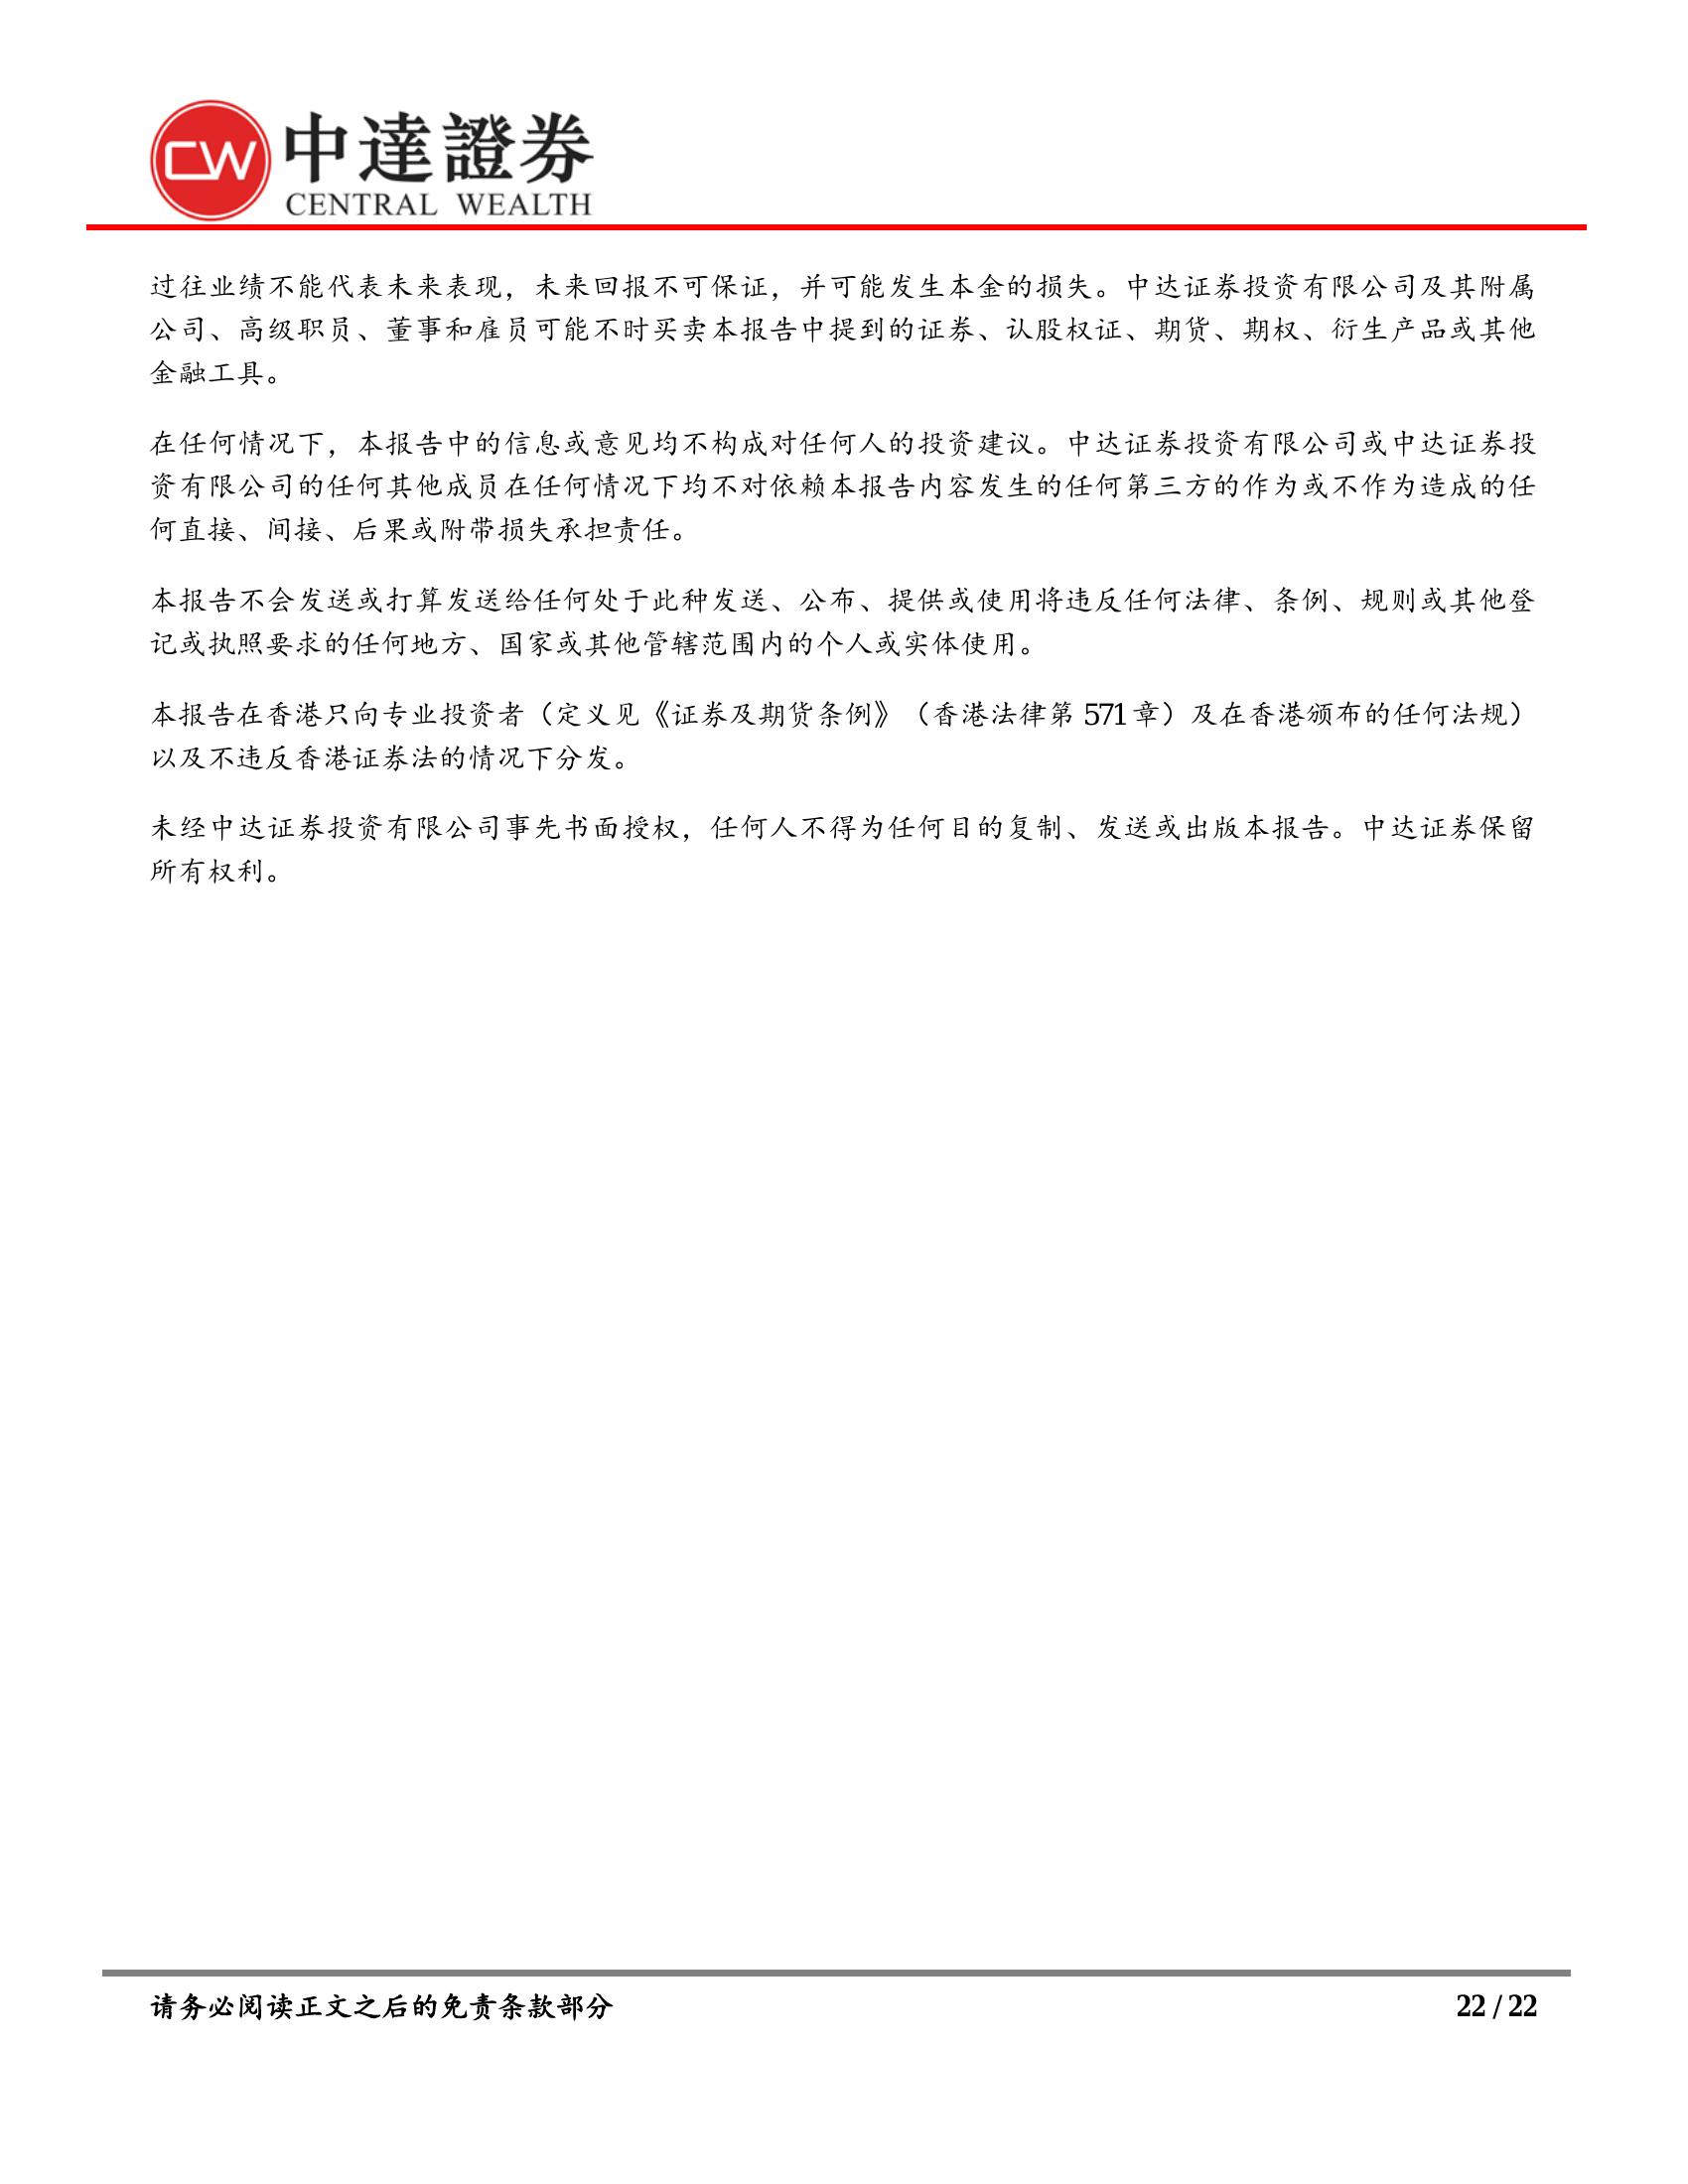 CW
中達證券
CENTRAL WEALTH
过往业绩不能代表未来表现，未来回报不可保证，并可能发生本金的损失。中达证券投资有限公司及其附属
公司、高级职员、董事和雇员可能不时买卖本报告中提到的证券、认股权证、期货、期权、衍生产品或其他
金融工具。
在任何情况下，本报告中的信息或意见均不构成对任何人的投资建议。中达证券投资有限公司或中达证券投
资有限公司的任何其他成员在任何情况下均不对依赖本报告内容发生的任何第三方的作为或不作为造成的任
何直接、间接、后果或附带损失承担责任。
本报告不会发送或打算发送给任何处于此种发送、公布、提供或使用将违反任何法律、条例、规则或其他登
记或执照要求的任何地方、国家或其他管辖范围内的个人或实体使用。
本报告在香港只向专业投资者（定义见《证券及期货条例》（香港法律第 571 章）及在香港颁布的任何法规）
以及不违反香港证券法的情况下分发。
未经中达证券投资有限公司事先书面授权，任何人不得为任何目的复制、发送或出版本报告。中达证券保留
所有权利。
请务必阅读正文之后的免责条款部分 22 / 22